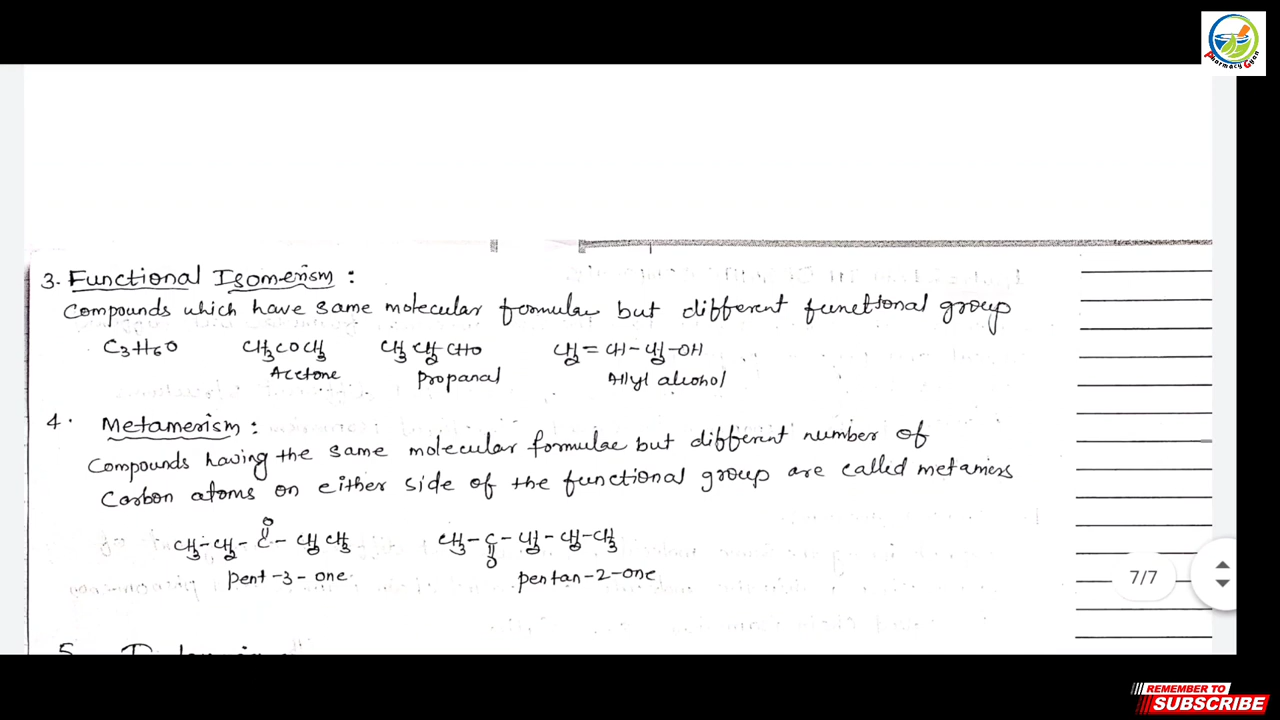 Pharmacy Gyan
3. Functional Isomerism :
Compounds which have same molecular formulae but different functional group
C3H6O CH3COCH3 CH3CH2CHO CH2=CH-CH2-OH
Acetone Propanal Allyl alcohol
4. Metamerism :
Compounds having the same molecular formulae but different number of
Carbon atoms on either side of the functional group are called metamers
O
CH3-CH2-C-CH2CH3 CH3-C-CH2-CH2-CH3
O
Pent-3-one Pentan-2-one
7/7
5.
REMEMBER TO
SUBSCRIBE